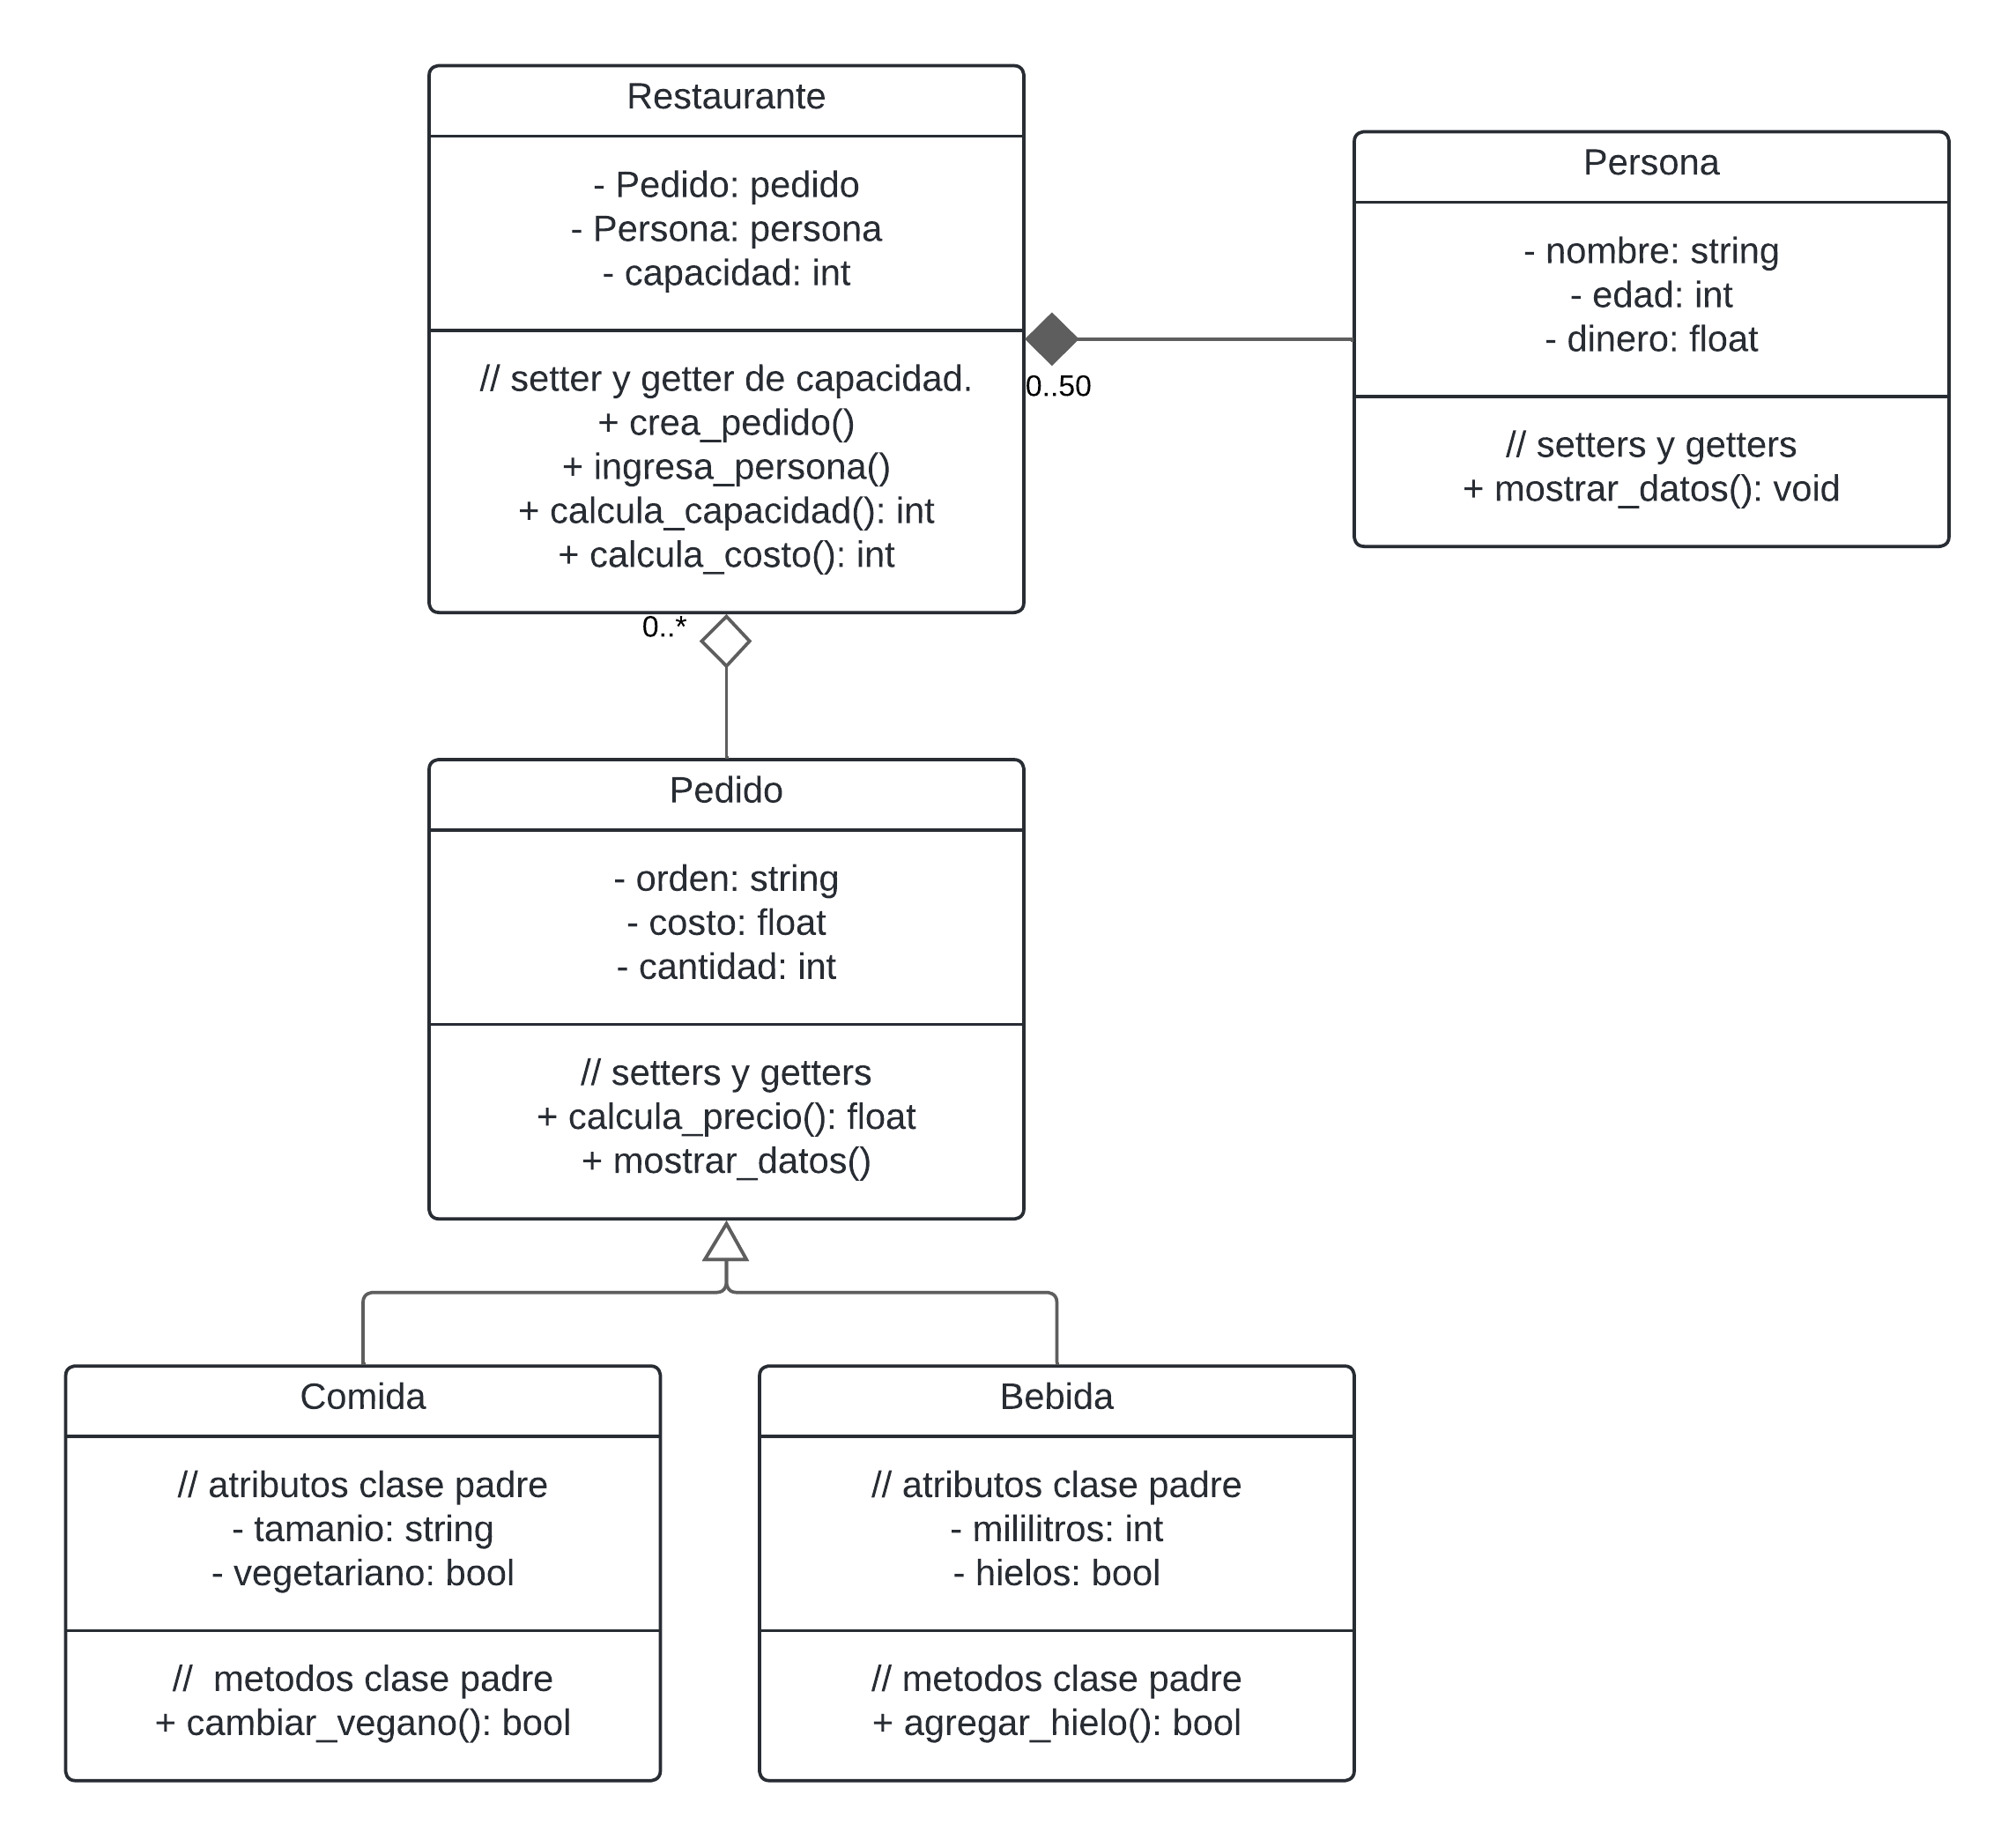 Restaurante
- Pedido: pedido
- Persona: persona
- capacidad: int
// setter y getter de capacidad.
+ crea_pedido()
+ ingresa_persona()
+ calcula_capacidad(): int
+ calcula_costo(): int
Persona
- nombre: string
- edad: int
- dinero: float
// setters y getters
+ mostrar_datos(): void
0..50
0..*
Pedido
- orden: string
- costo: float
- cantidad: int
// setters y getters
+ calcula_precio(): float
+ mostrar_datos()
Comida
// atributos clase padre
- tamanio: string
- vegetariano: bool
//  metodos clase padre
+ cambiar_vegano(): bool
Bebida
// atributos clase padre
- mililitros: int
- hielos: bool
// metodos clase padre
+ agregar_hielo(): bool